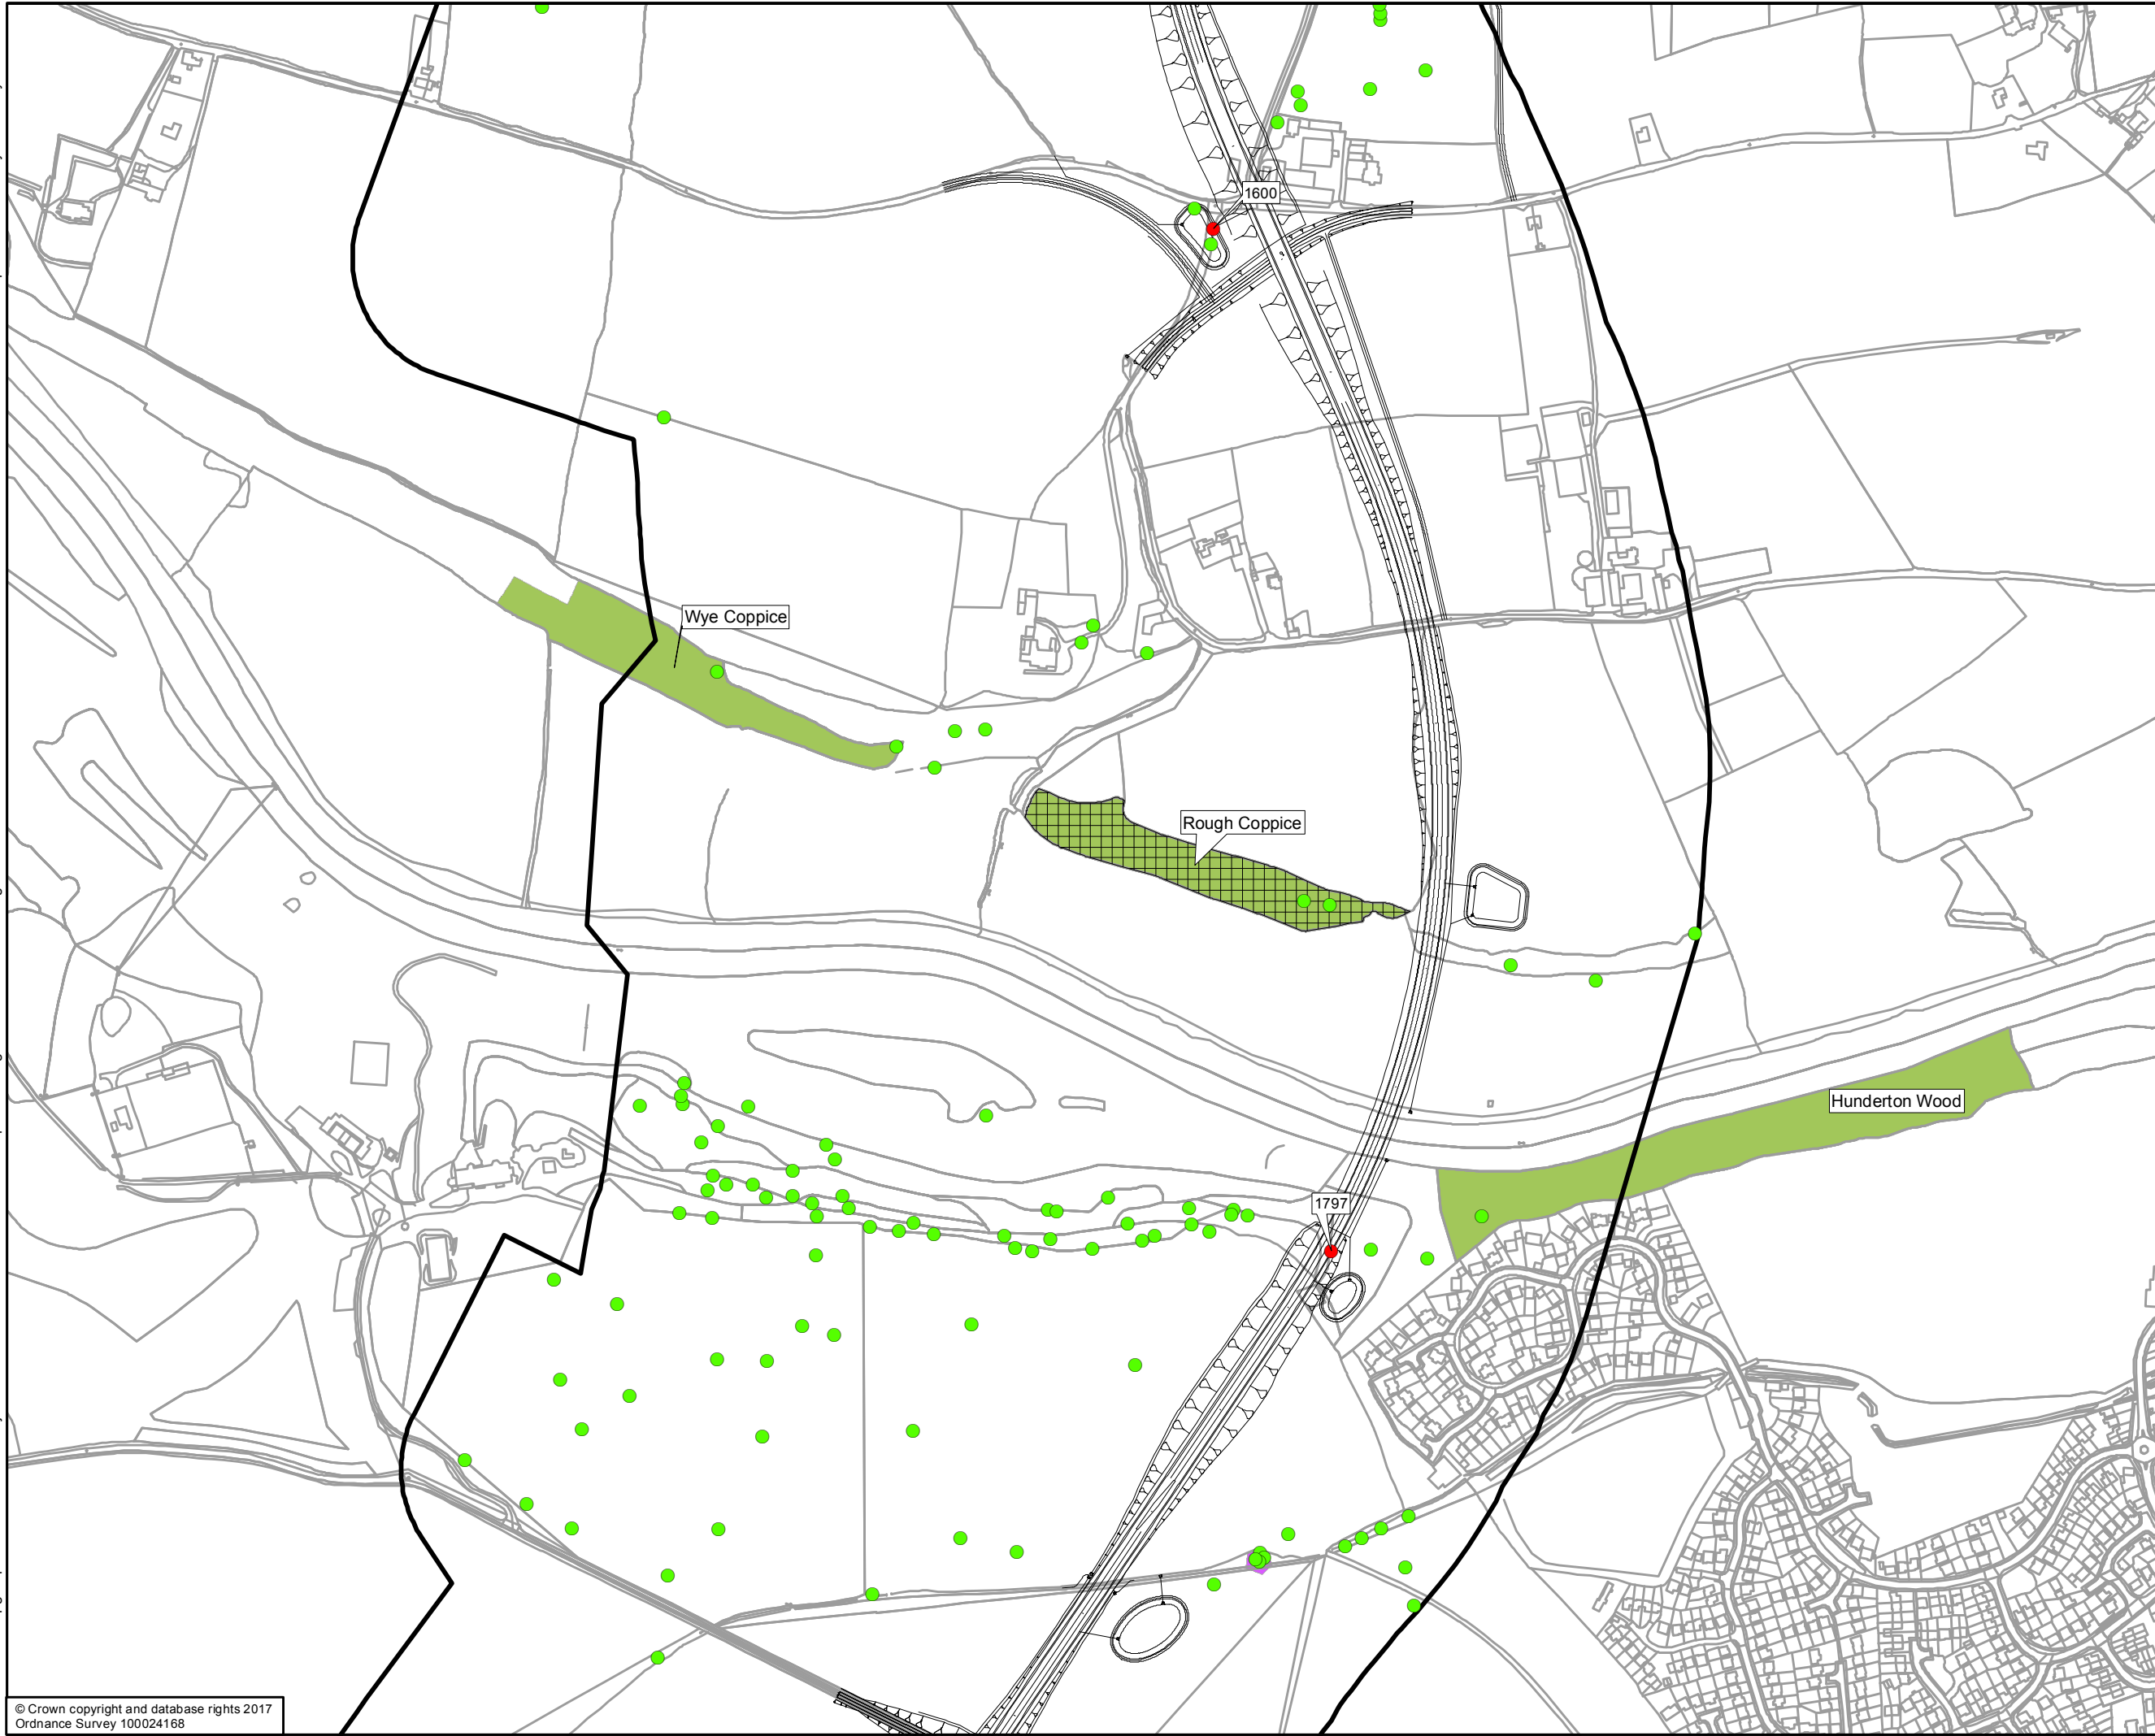 1600
Wye Coppice
Rough Coppice
Hunderton Wood
1797
© Crown copyright and database rights 2017
Ordnance Survey 100024168